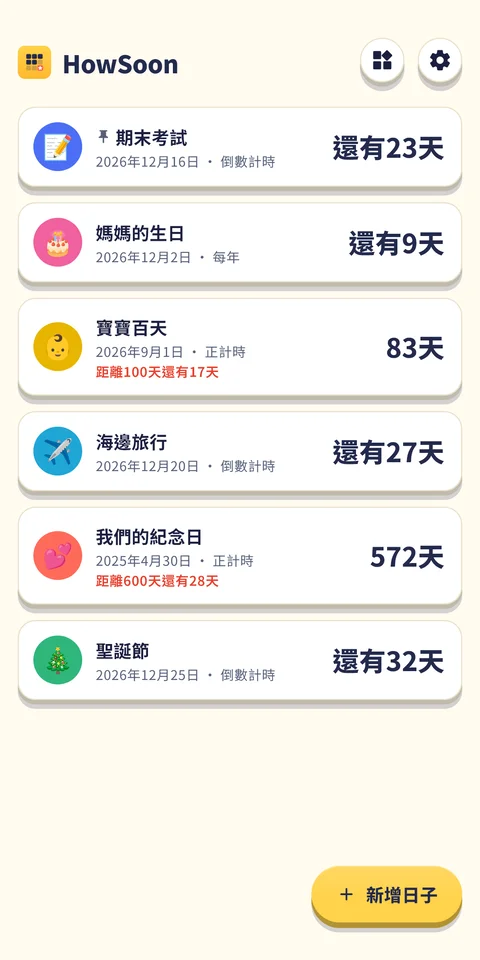 HowSoon
期末考試
還有23天
2026年12月16日 · 倒數計時
媽媽的生日
還有9天
2026年12月2日 · 每年
寶寶百天
83天
2026年9月1日 · 正計時
距離100天還有17天
海邊旅行
還有27天
2026年12月20日 · 倒數計時
我們的紀念日
572天
2025年4月30日 · 正計時
距離600天還有28天
聖誕節
還有32天
2026年12月25日 · 倒數計時
+ 新增日子